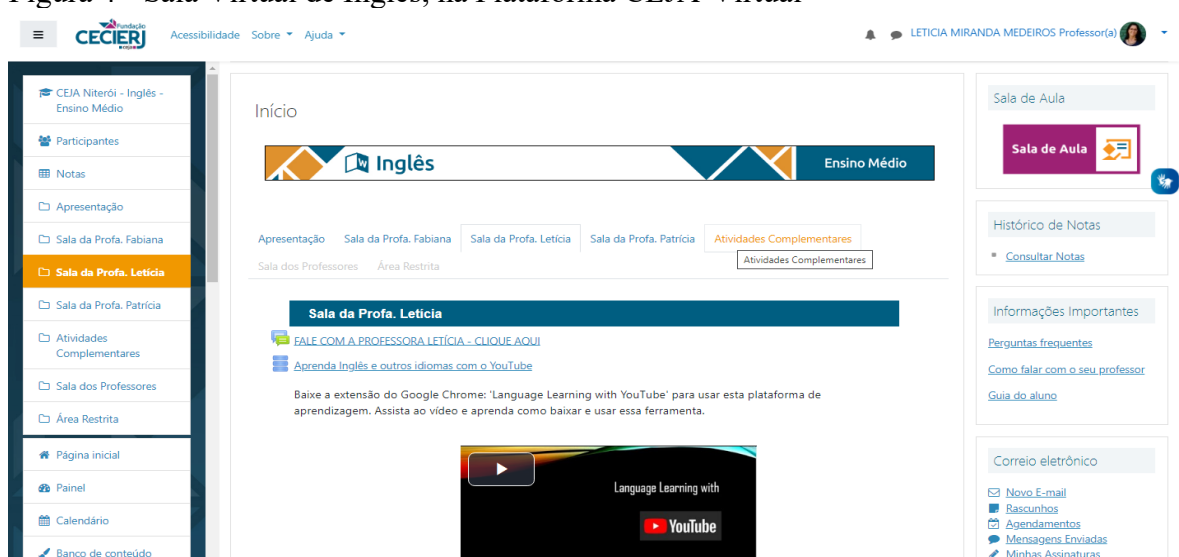 Figura 4 - Sala Virtual de Inglês, na Plataforma CEJA Virtual
Fundação
CECIERJ
ceja
Acessibilidade Sobre Ajuda
LETICIA MIRANDA MEDEIROS Professor(a)
CEJA Niterói - Inglês -
Ensino Médio
Participantes
Notas
Apresentação
Sala da Profa. Fabiana
Sala da Profa. Letícia
Sala da Profa. Patrícia
Atividades
Complementares
Sala dos Professores
Área Restrita
Página inicial
Painel
Calendário
Banco de conteúdo
Início
Inglês
Ensino Médio
Apresentação Sala da Profa. Fabiana Sala da Profa. Letícia Sala da Profa. Patrícia Atividades Complementares
Atividades Complementares
Sala dos Professores Área Restrita
Sala da Profa. Letícia
FALE COM A PROFESSORA LETÍCIA - CLIQUE AQUI
Aprenda Inglês e outros idiomas com o YouTube
Baixe a extensão do Google Chrome: 'Language Learning with YouTube' para usar esta plataforma de
aprendizagem. Assista ao vídeo e aprenda como baixar e usar essa ferramenta.
Language Learning with
YouTube
Sala de Aula
Sala de Aula
Histórico de Notas
Consultar Notas
Informações Importantes
Perguntas frequentes
Como falar com o seu professor
Guia do aluno
Correio eletrônico
Novo E-mail
Rascunhos
Agendamentos
Mensagens Enviadas
Minhas Assinaturas